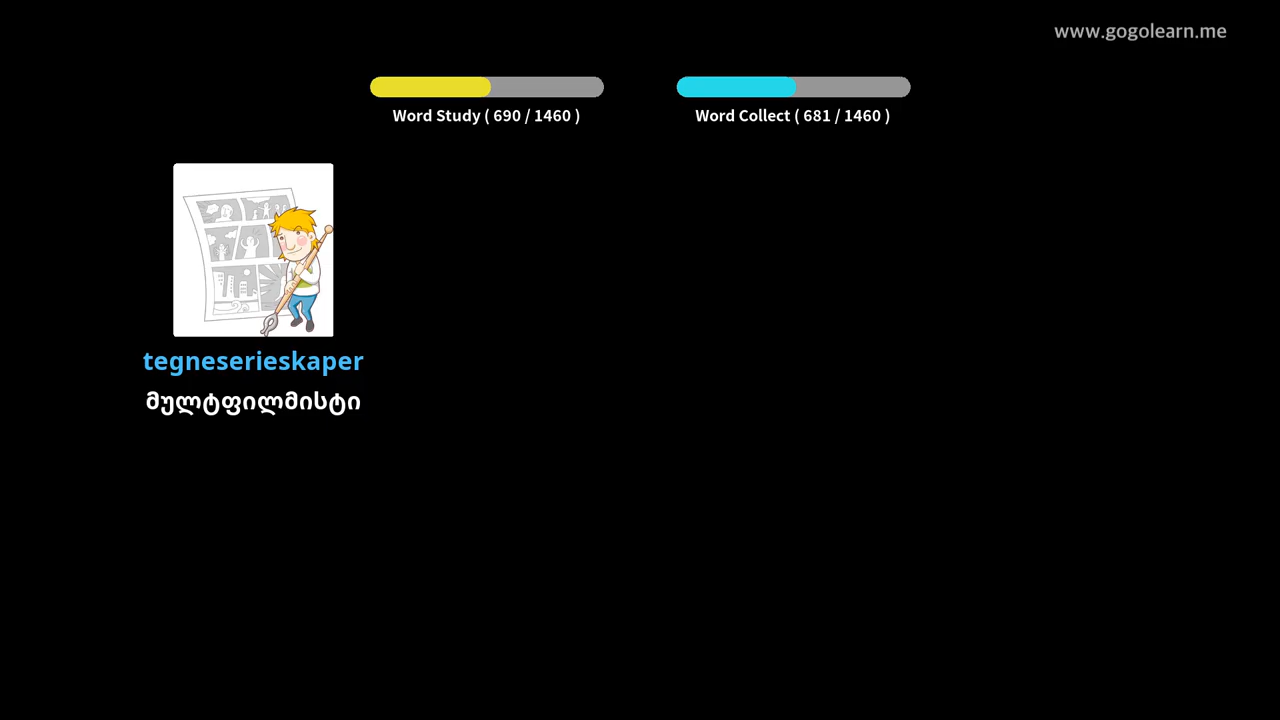 www.gogolearn.me
Word Study ( 690 / 1460 )
Word Collect ( 681 / 1460 )
tegneserieskaper
მულტფილმისტი